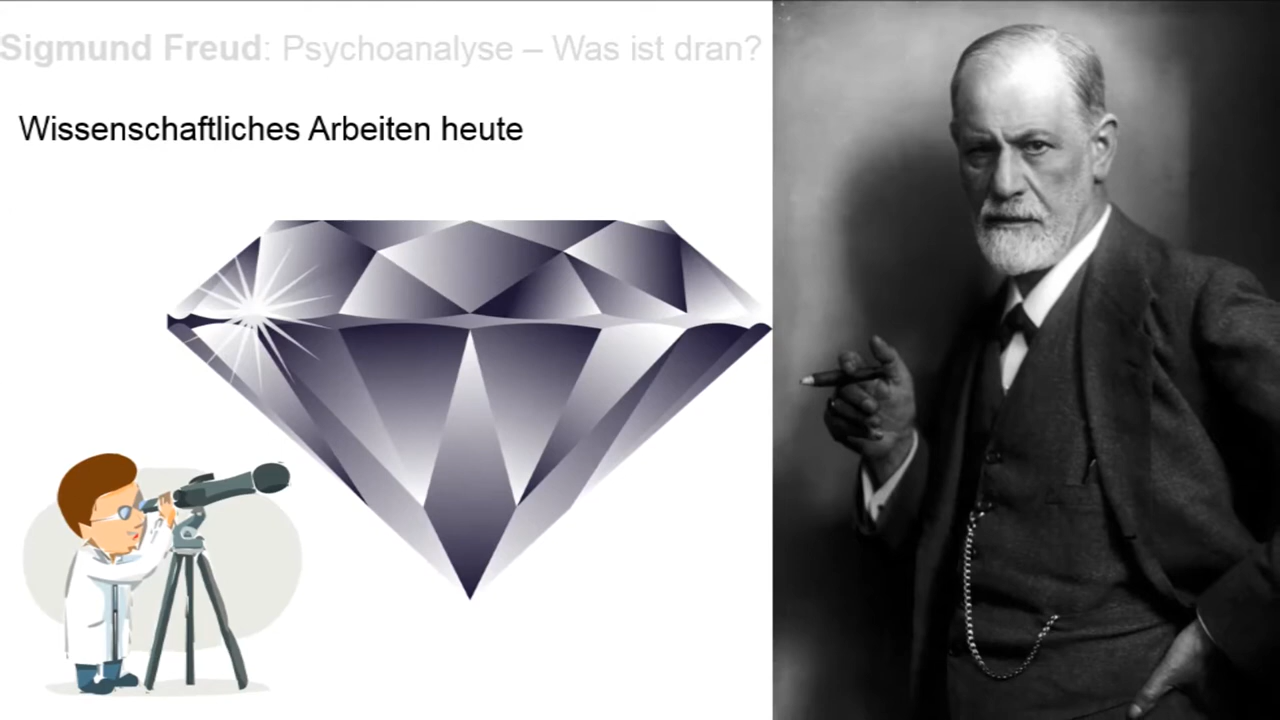 Sigmund Freud: Psychoanalyse – Was ist dran?
Wissenschaftliches Arbeiten heute